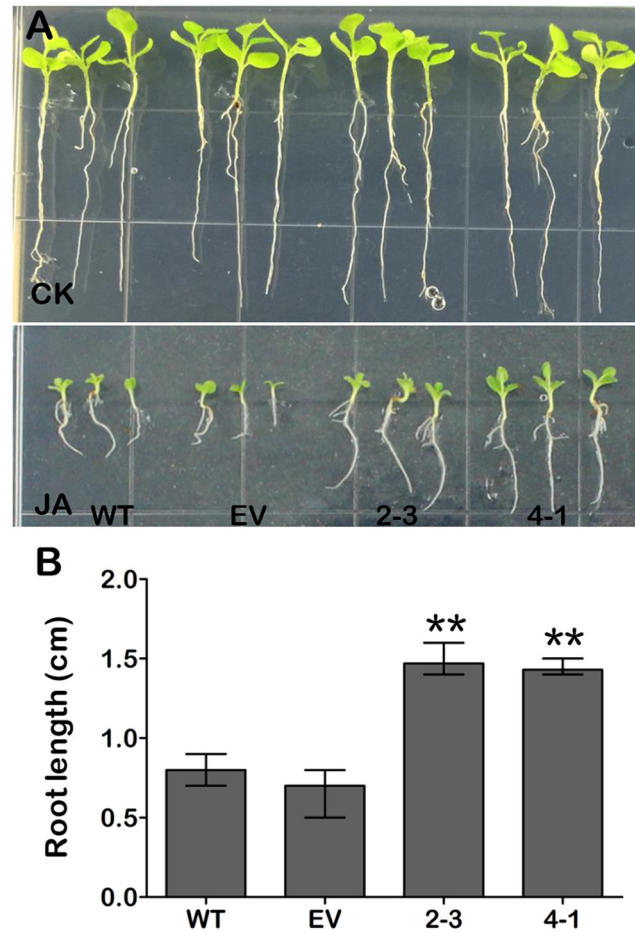 A
CK
JA WT EV 2-3 4-1
B
Root length (cm)
2.0
1.5
1.0
0.5
0.0
** **
WT EV 2-3 4-1